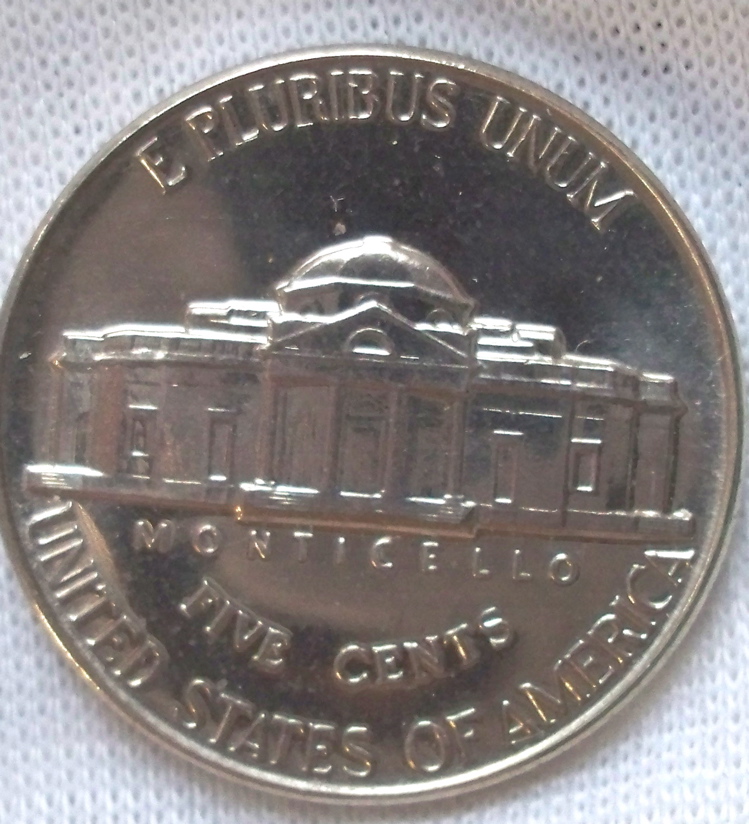 E PLURIBUS UNUM
MONTICELLO
FIVE CENTS
UNITED STATES OF AMERICA